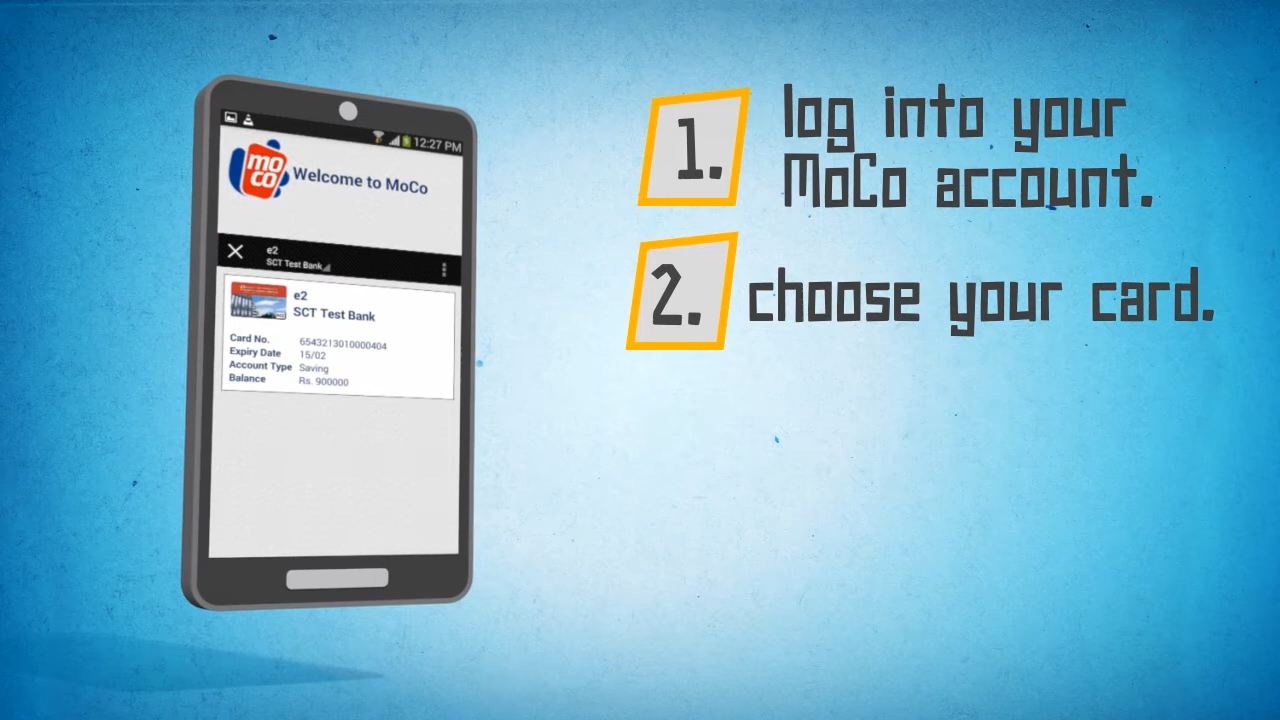 12:27 PM
mo
co
Welcome to MoCo
e2
SCT Test Bank
e2
SCT Test Bank
Card No. 6543213010000404
Expiry Date 15/02
Account Type Saving
Balance Rs. 900000
1. log into your
MoCo account.
2. choose your card.